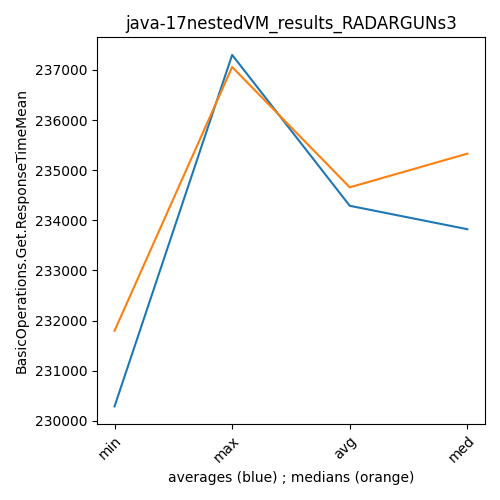 java-17nestedVM_results_RADARGUNs3
BasicOperations.Get.ResponseTimeMean
237000
236000
235000
234000
233000
232000
231000
230000
min
max
avg
med
averages (blue) ; medians (orange)